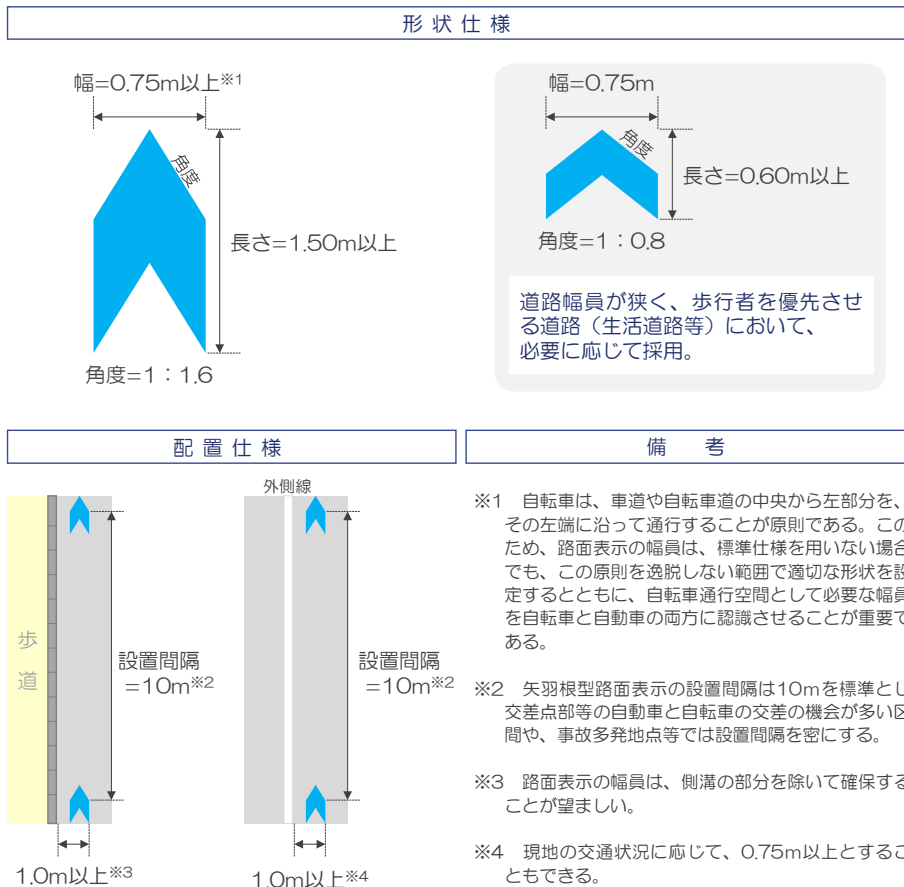 形状仕様
幅=0.75m以上※1
角度
長さ=1.50m以上
角度=1：1.6
幅=0.75m
角度
長さ=0.60m以上
角度=1：0.8
道路幅員が狭く、歩行者を優先させ
る道路（生活道路等）において、
必要に応じて採用。
配置仕様
歩
道
設置間隔
=10m※2
1.0m以上※3
外側線
設置間隔
=10m※2
1.0m以上※4
備　考
※1　自転車は、車道や自転車道の中央から左部分を、
その左端に沿って通行することが原則である。この
ため、路面表示の幅員は、標準仕様を用いない場合
でも、この原則を逸脱しない範囲で適切な形状を設
定するとともに、自転車通行空間として必要な幅員
を自転車と自動車の両方に認識させることが重要で
ある。
※2　矢羽根型路面表示の設置間隔は10mを標準とし
交差点部等の自動車と自転車の交差の機会が多い区
間や、事故多発地点等では設置間隔を密にする。
※3　路面表示の幅員は、側溝の部分を除いて確保する
ことが望ましい。
※4　現地の交通状況に応じて、0.75m以上とするこ
ともできる。